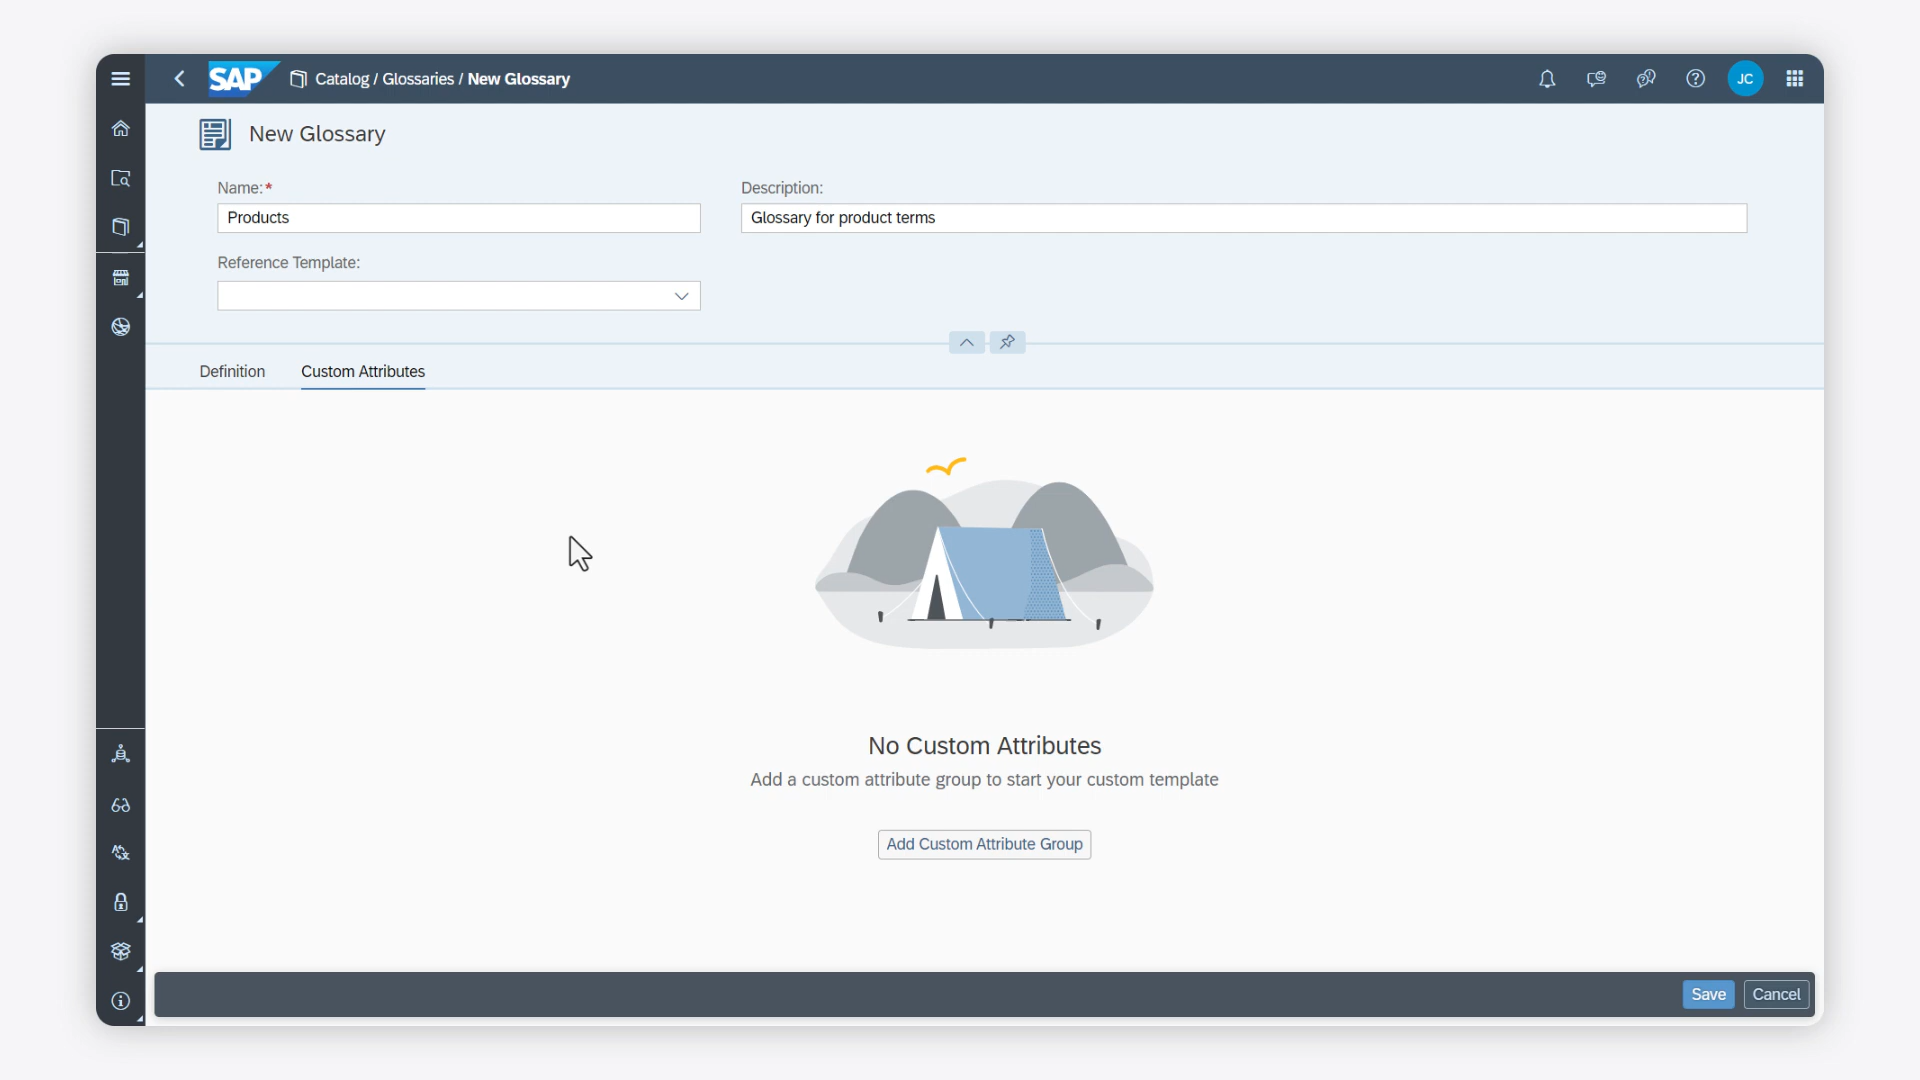 SAP Catalog / Glossaries / New Glossary JC
New Glossary
Name:* Description:
Products Glossary for product terms
Reference Template:
Definition Custom Attributes
No Custom Attributes
Add a custom attribute group to start your custom template
Add Custom Attribute Group
Save Cancel